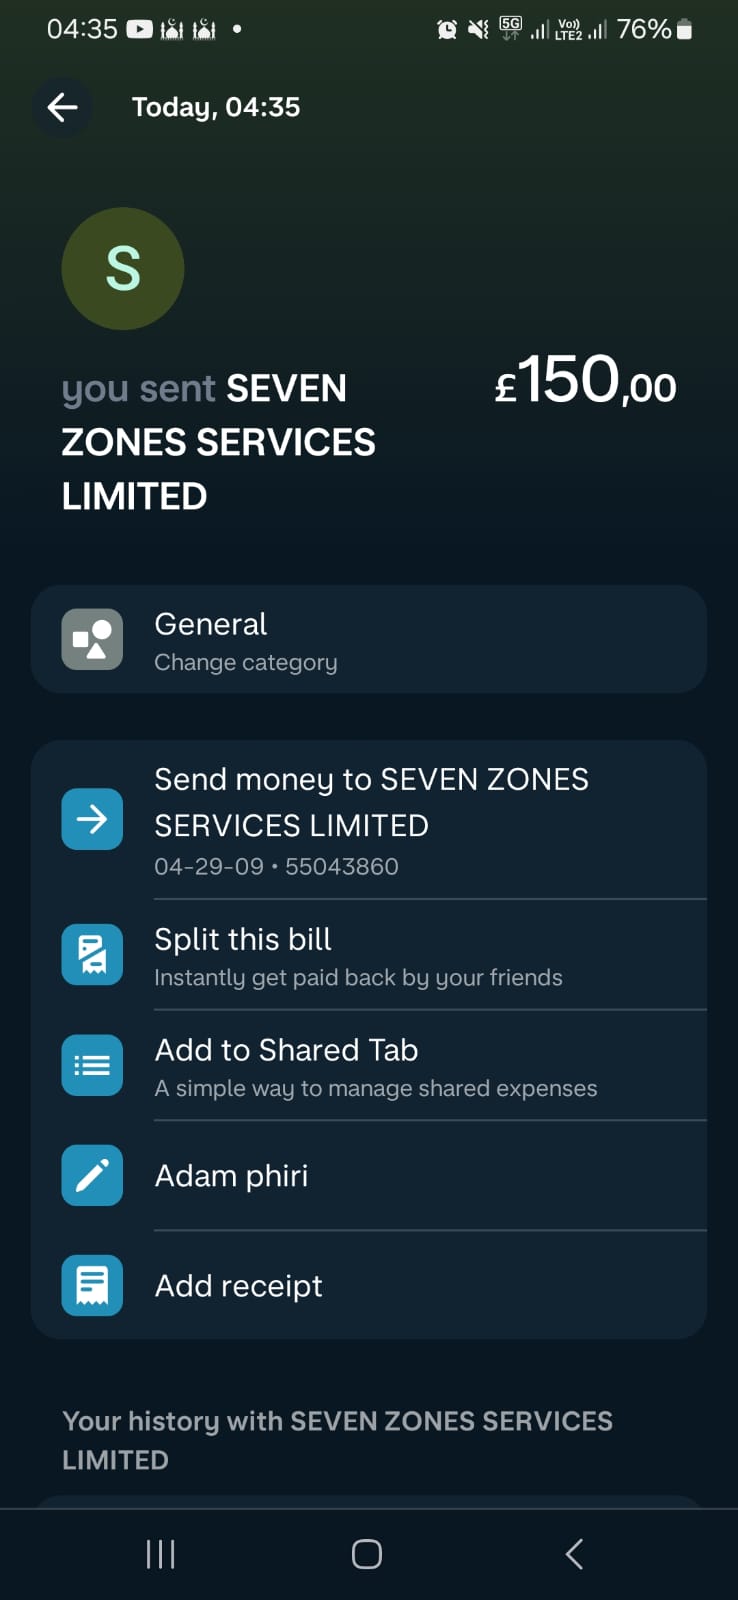 04:35
5G
Vo))
LTE2
76%
Today, 04:35
S
you sent SEVEN
ZONES SERVICES
LIMITED
£150,00
General
Change category
Send money to SEVEN ZONES
SERVICES LIMITED
04-29-09 • 55043860
Split this bill
Instantly get paid back by your friends
Add to Shared Tab
A simple way to manage shared expenses
Adam phiri
Add receipt
Your history with SEVEN ZONES SERVICES
LIMITED